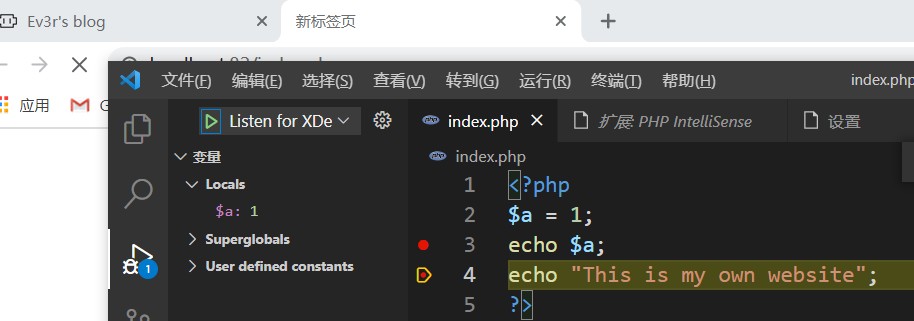 Ev3r's blog
新标签页
应用
文件(F) 编辑(E) 选择(S) 查看(V) 转到(G) 运行(R) 终端(T) 帮助(H) index.php
Listen for XDe
index.php
扩展: PHP IntelliSense
设置
变量
Locals
$a: 1
Superglobals
User defined constants
1
index.php
1 <?php
2 $a = 1;
3 echo $a;
4 echo "This is my own website";
5 ?>